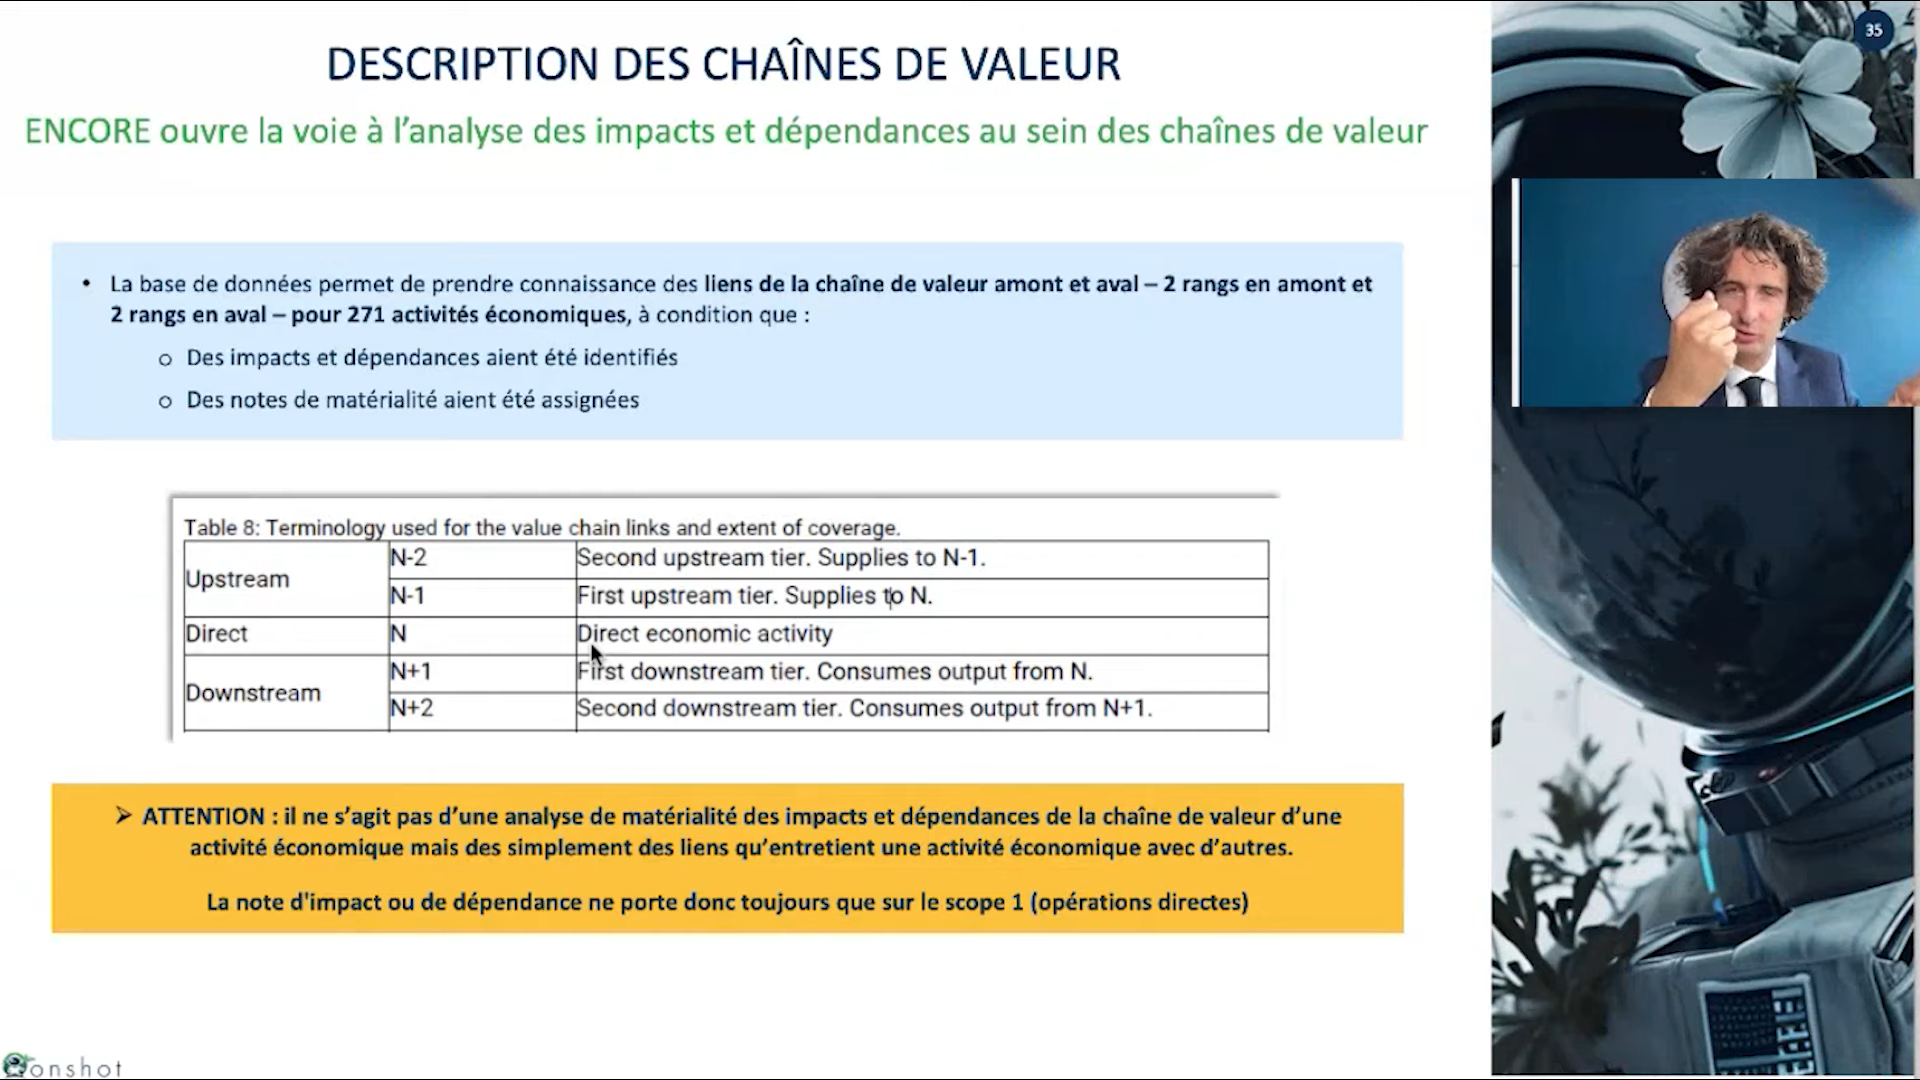 35
DESCRIPTION DES CHAÎNES DE VALEUR
ENCORE ouvre la voie à l’analyse des impacts et dépendances au sein des chaînes de valeur
• La base de données permet de prendre connaissance des liens de la chaîne de valeur amont et aval – 2 rangs en amont et
2 rangs en aval – pour 271 activités économiques, à condition que :
o Des impacts et dépendances aient été identifiés
o Des notes de matérialité aient été assignées
Table 8: Terminology used for the value chain links and extent of coverage.
Upstream
N-2 Second upstream tier. Supplies to N-1.
N-1 First upstream tier. Supplies to N.
Direct N Direct economic activity
Downstream
N+1 First downstream tier. Consumes output from N.
N+2 Second downstream tier. Consumes output from N+1.
➢ ATTENTION : il ne s’agit pas d’une analyse de matérialité des impacts et dépendances de la chaîne de valeur d’une
activité économique mais des simplement des liens qu’entretient une activité économique avec d’autres.
La note d'impact ou de dépendance ne porte donc toujours que sur le scope 1 (opérations directes)
onshot